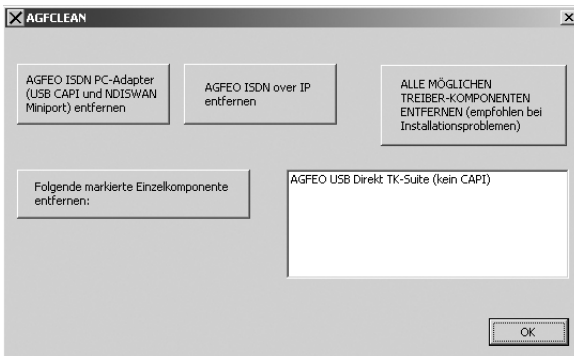 AGFCLEAN
AGFEO ISDN PC-Adapter
(USB CAPI und NDISWAN
Miniport) entfernen
AGFEO ISDN over IP
entfernen
ALLE MÖGLICHEN
TREIBER-KOMPONENTEN
ENTFERNEN (empfohlen bei
Installationsproblemen)
Folgende markierte Einzelkomponente
entfernen:
AGFEO USB Direkt TK-Suite (kein CAPI)
OK